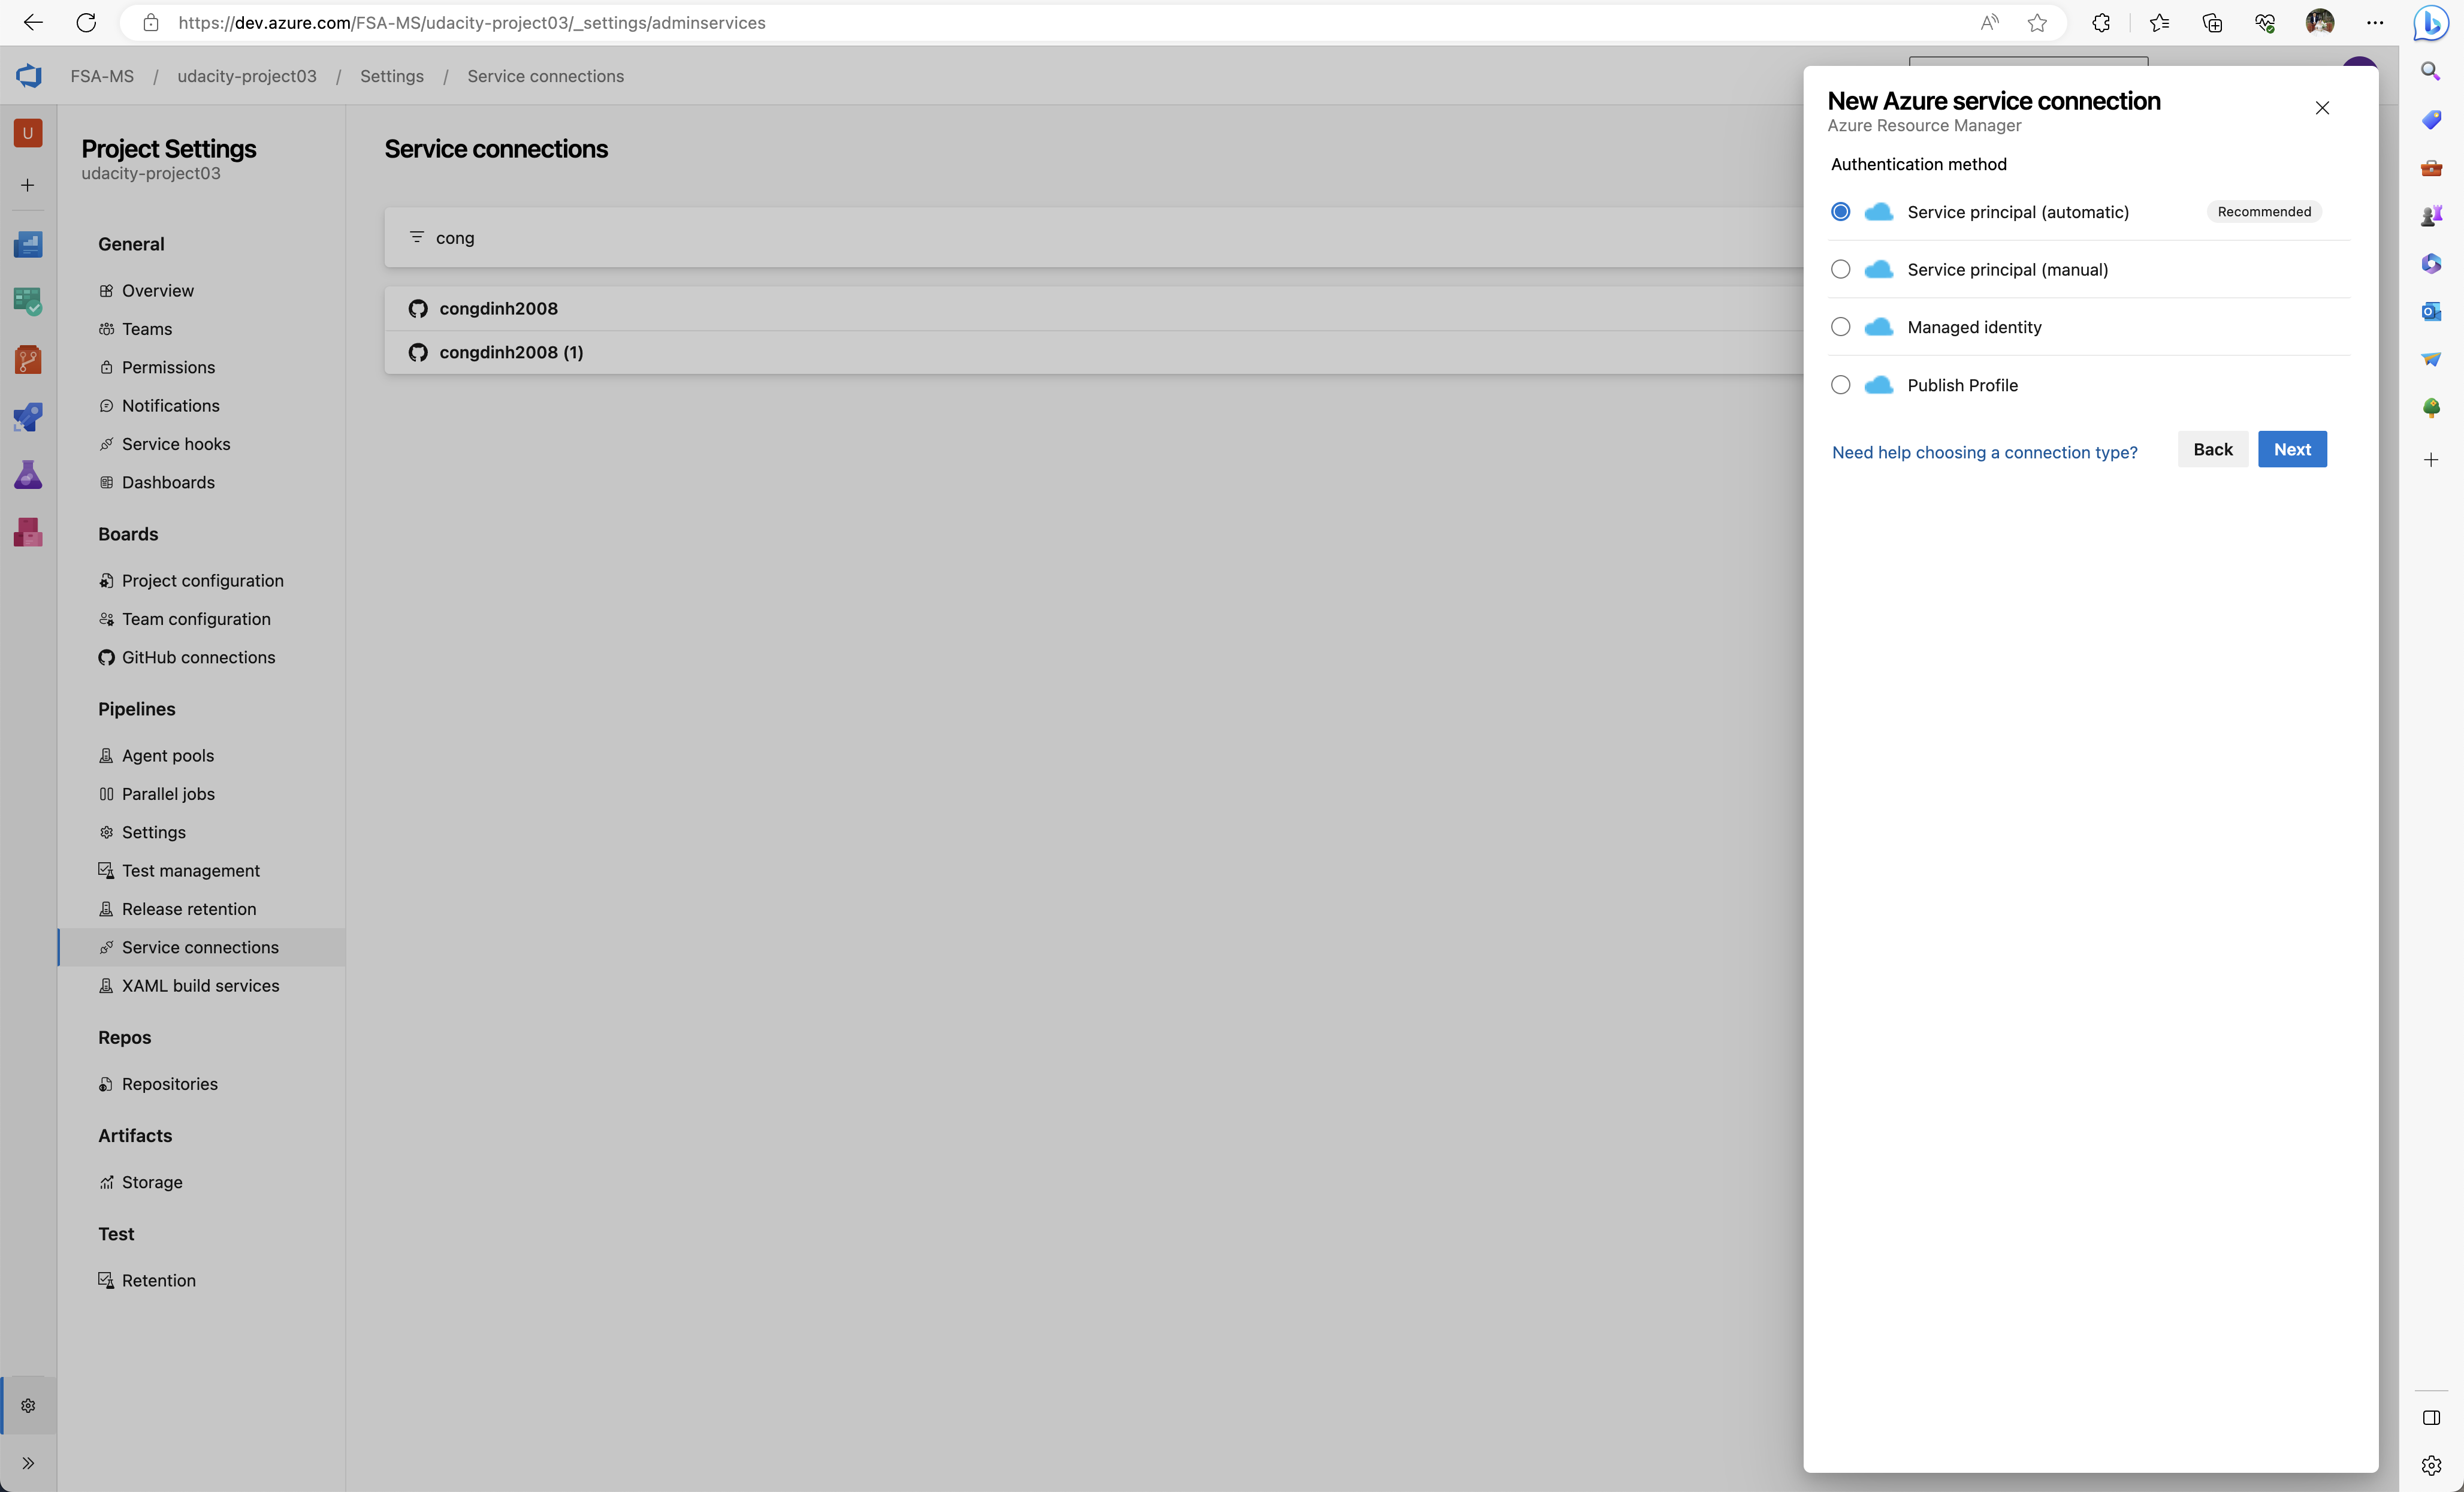 https://dev.azure.com/FSA-MS/udacity-project03/_settings/adminservices
FSA-MS / udacity-project03 / Settings / Service connections
U
Project Settings
udacity-project03
General
Overview
Teams
Permissions
Notifications
Service hooks
Dashboards
Boards
Project configuration
Team configuration
GitHub connections
Pipelines
Agent pools
Parallel jobs
Settings
Test management
Release retention
Service connections
XAML build services
Repos
Repositories
Artifacts
Storage
Test
Retention
Service connections
cong
congdinh2008
congdinh2008 (1)
New Azure service connection
Azure Resource Manager
Authentication method
Service principal (automatic) Recommended
Service principal (manual)
Managed identity
Publish Profile
Need help choosing a connection type? Back Next